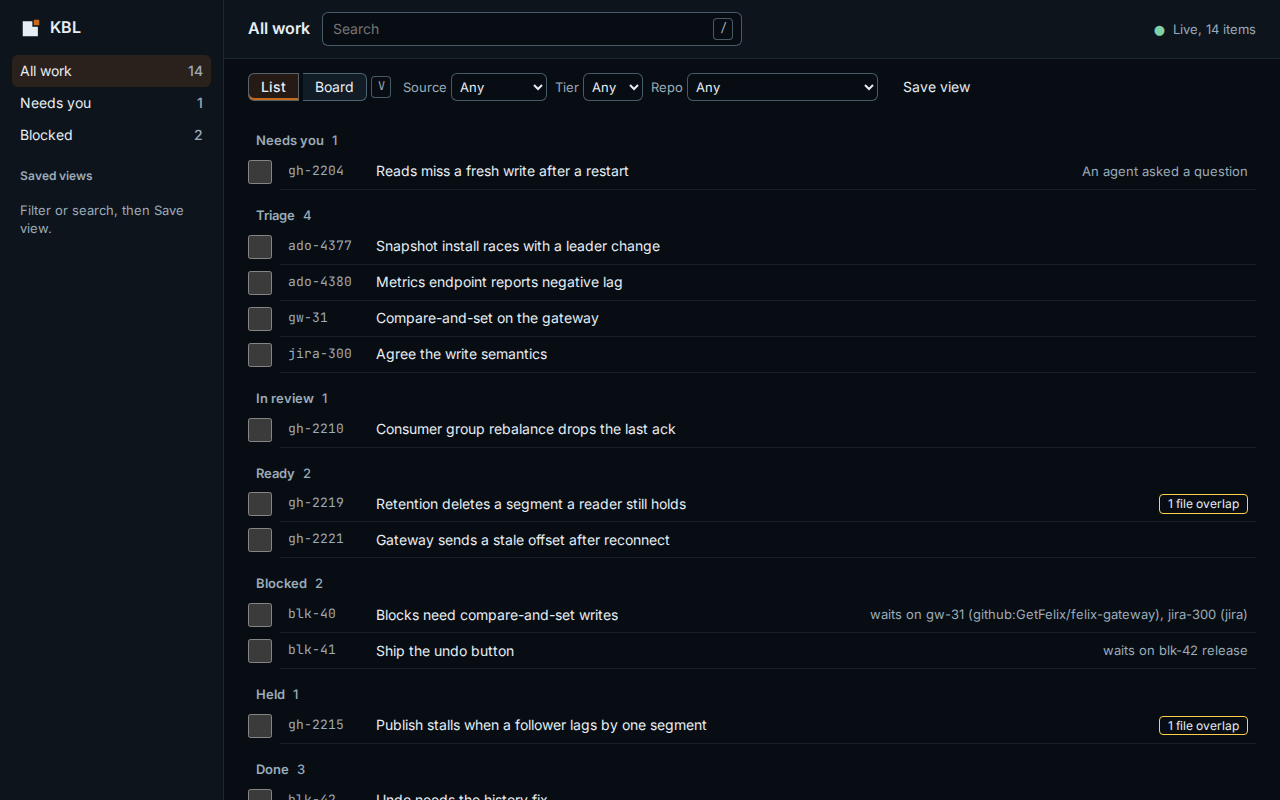 KBL
All work 14
Needs you 1
Blocked 2
Saved views
Filter or search, then Save
view.
All work
Search /
Live, 14 items
List Board V Source Any Tier Any Repo Any Save view
Needs you 1
gh-2204 Reads miss a fresh write after a restart An agent asked a question
Triage 4
ado-4377 Snapshot install races with a leader change
ado-4380 Metrics endpoint reports negative lag
gw-31 Compare-and-set on the gateway
jira-300 Agree the write semantics
In review 1
gh-2210 Consumer group rebalance drops the last ack
Ready 2
gh-2219 Retention deletes a segment a reader still holds 1 file overlap
gh-2221 Gateway sends a stale offset after reconnect
Blocked 2
blk-40 Blocks need compare-and-set writes waits on gw-31 (github:GetFelix/felix-gateway), jira-300 (jira)
blk-41 Ship the undo button waits on blk-42 release
Held 1
gh-2215 Publish stalls when a follower lags by one segment 1 file overlap
Done 3
blk-42 Undo needs the history fix